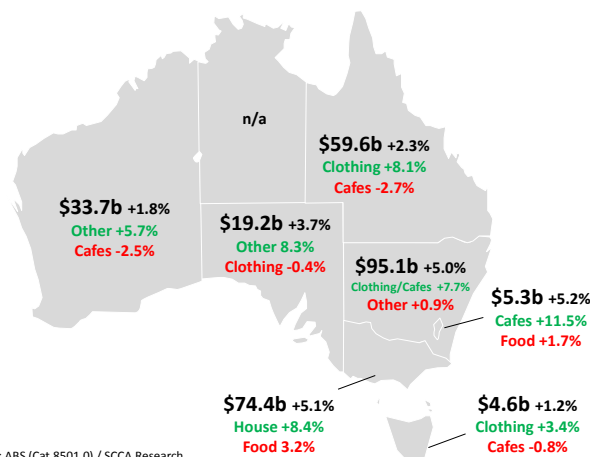 n/a
$59.6b +2.3%
Clothing +8.1%
Cafes -2.7%
$33.7b +1.8%
Other +5.7%
Cafes -2.5%
$19.2b +3.7%
Other 8.3%
Clothing -0.4%
$95.1b +5.0%
Clothing/Cafes +7.7%
Other +0.9%
$5.3b +5.2%
Cafes +11.5%
Food +1.7%
$74.4b +5.1%
House +8.4%
Food 3.2%
$4.6b +1.2%
Clothing +3.4%
Cafes -0.8%
: ABS (Cat 8501.0) / SCCA Research